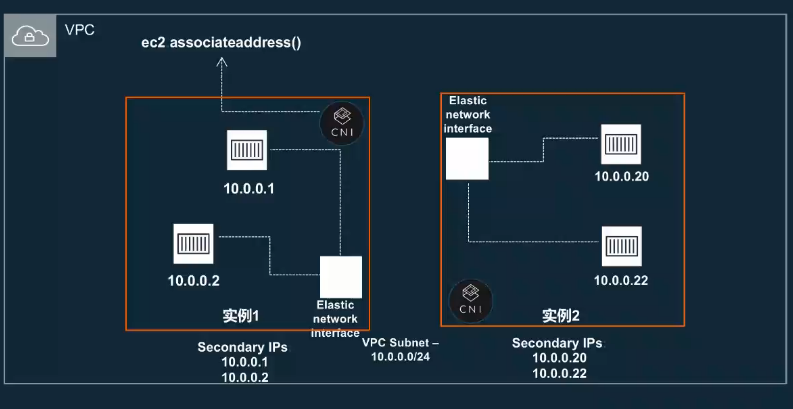 VPC
ec2 associateaddress()
CNI
10.0.0.1
10.0.0.2
Elastic
network
interface
实例1
Secondary IPs
10.0.0.1
10.0.0.2
VPC Subnet –
10.0.0.0/24
Elastic
network
interface
10.0.0.20
10.0.0.22
CNI
实例2
Secondary IPs
10.0.0.20
10.0.0.22